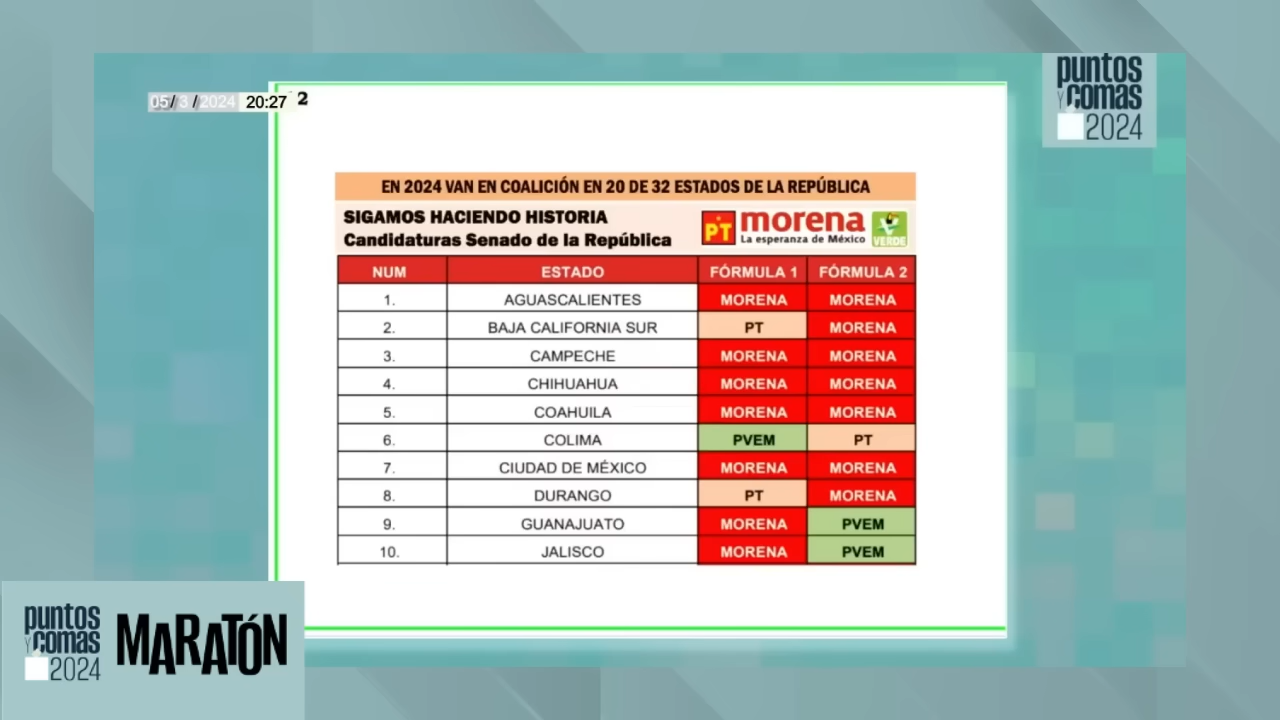 puntos
Y comas
2024
05/ 3 / 2024 20:27 2
EN 2024 VAN EN COALICIÓN EN 20 DE 32 ESTADOS DE LA REPÚBLICA
SIGAMOS HACIENDO HISTORIA
Candidaturas Senado de la República
PT
morena
La esperanza de México
VERDE
NUM ESTADO FÓRMULA 1 FÓRMULA 2
1. AGUASCALIENTES MORENA MORENA
2. BAJA CALIFORNIA SUR PT MORENA
3. CAMPECHE MORENA MORENA
4. CHIHUAHUA MORENA MORENA
5. COAHUILA MORENA MORENA
6. COLIMA PVEM PT
7. CIUDAD DE MÉXICO MORENA MORENA
8. DURANGO PT MORENA
9. GUANAJUATO MORENA PVEM
10. JALISCO MORENA PVEM
puntos
Y comas
2024
MARATÓN